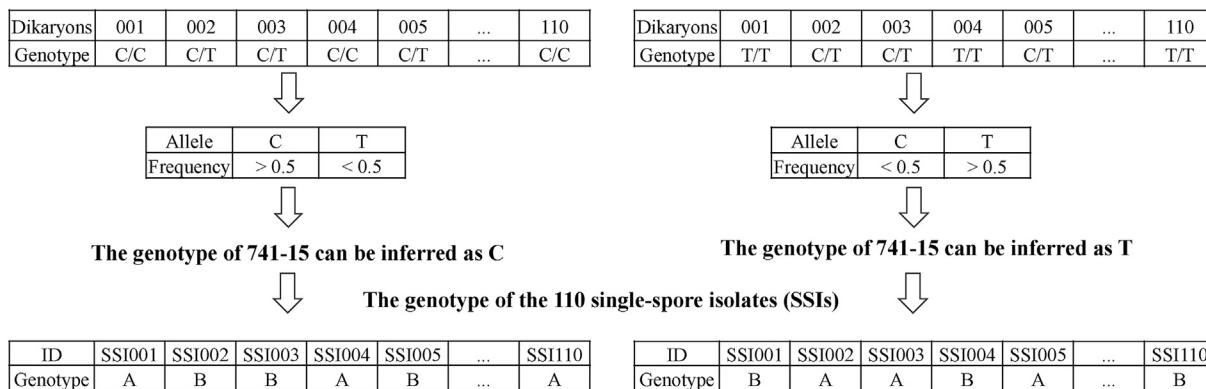 Dikaryons 001 002 003 004 005 ... 110
Genotype C/C C/T C/T C/C C/T ... C/C
Allele C T
Frequency > 0.5 < 0.5
The genotype of 741-15 can be inferred as C
Dikaryons 001 002 003 004 005 ... 110
Genotype T/T C/T C/T T/T C/T ... T/T
Allele C T
Frequency < 0.5 > 0.5
The genotype of 741-15 can be inferred as T
The genotype of the 110 single-spore isolates (SSIs)
ID SSI001 SSI002 SSI003 SSI004 SSI005 ... SSI110
Genotype A B B A B ... A
ID SSI001 SSI002 SSI003 SSI004 SSI005 ... SSI110
Genotype B A A B A ... B